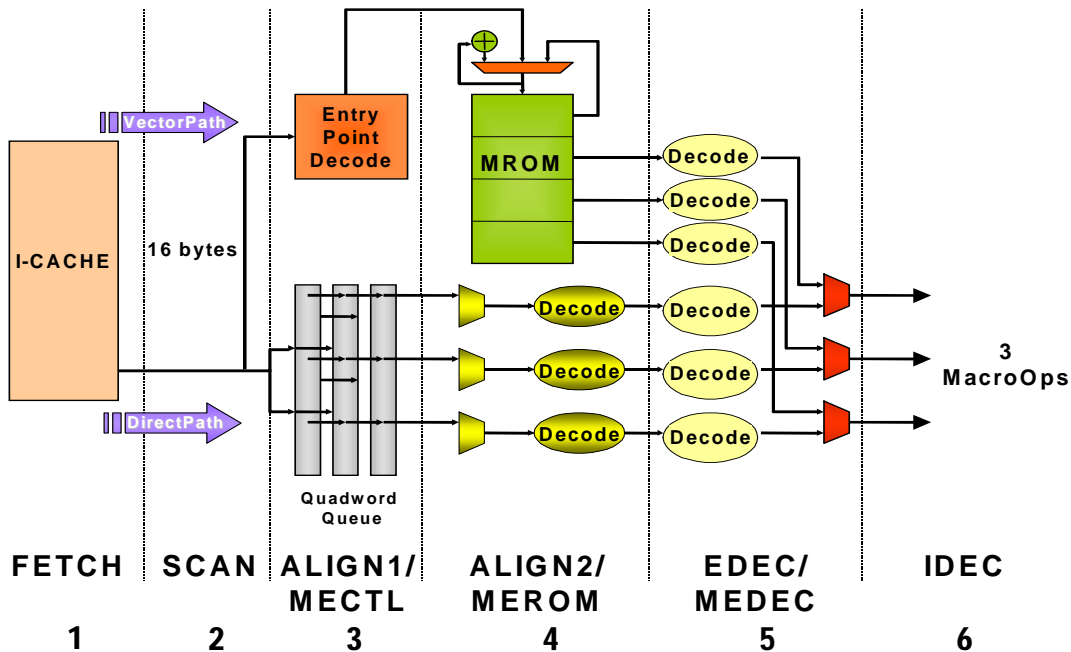 VectorPath
I-CACHE
16 bytes
DirectPath
Entry
Point
Decode
Quadword
Queue
+
MROM
Decode
Decode
Decode
Decode
Decode
Decode
Decode
Decode
Decode
3
MacroOps
FETCH
SCAN
ALIGN1/
MECTL
ALIGN2/
MEROM
EDEC/
MEDEC
IDEC
1
2
3
4
5
6